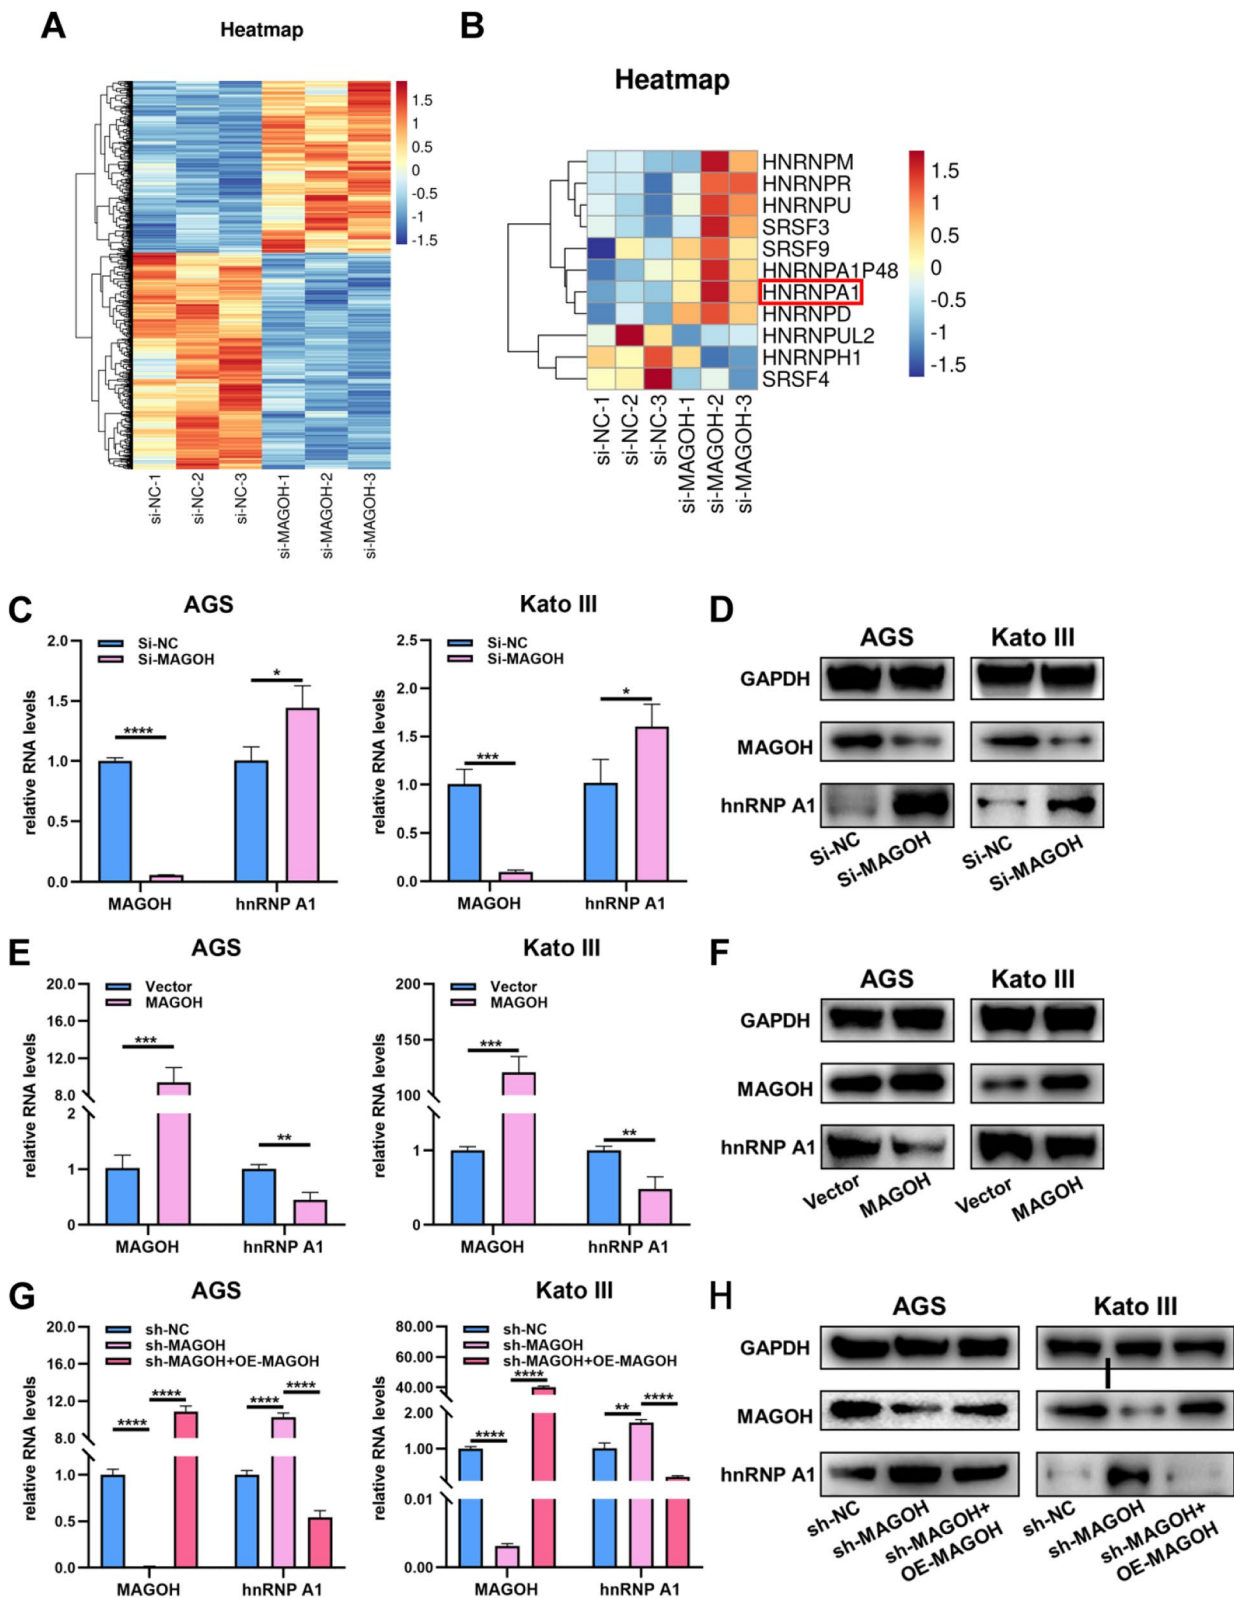 A
Heatmap
1.5
1
0.5
0
-0.5
-1
-1.5
si-NC-1
si-NC-2
si-NC-3
si-MAGOH-1
si-MAGOH-2
si-MAGOH-3
B
Heatmap
HNRNPM
HNRNPR
HNRNPU
SRSF3
SRSF9
HNRNPA1P48
HNRNPA1
HNRNPD
HNRNPUL2
HNRNPH1
SRSF4
1.5
1
0.5
0
-0.5
-1
-1.5
si-NC-1
si-NC-2
si-NC-3
si-MAGOH-1
si-MAGOH-2
si-MAGOH-3
C
AGS
relative RNA levels
2.0
1.5
1.0
0.5
0.0
Si-NC
Si-MAGOH
****
*
MAGOH
hnRNP A1
Kato III
relative RNA levels
2.5
2.0
1.5
1.0
0.5
0.0
Si-NC
Si-MAGOH
***
*
MAGOH
hnRNP A1
D
AGS
Kato III
GAPDH
MAGOH
hnRNP A1
Si-NC
Si-MAGOH
Si-NC
Si-MAGOH
E
AGS
relative RNA levels
20.0
16.0
12.0
8.0
2
1
0
Vector
MAGOH
***
**
MAGOH
hnRNP A1
Kato III
relative RNA levels
200
150
100
1
0
Vector
MAGOH
***
**
MAGOH
hnRNP A1
F
AGS
Kato III
GAPDH
MAGOH
hnRNP A1
Vector
MAGOH
Vector
MAGOH
G
AGS
relative RNA levels
20.0
16.0
12.0
8.0
1.0
0.5
0.0
sh-NC
sh-MAGOH
sh-MAGOH+OE-MAGOH
****
****
****
****
MAGOH
hnRNP A1
Kato III
relative RNA levels
80.00
60.00
40.00
2.00
1.00
0.01
0.00
sh-NC
sh-MAGOH
sh-MAGOH+OE-MAGOH
****
****
**
****
MAGOH
hnRNP A1
H
AGS
Kato III
GAPDH
MAGOH
hnRNP A1
sh-NC
sh-MAGOH
sh-MAGOH+
OE-MAGOH
sh-NC
sh-MAGOH
sh-MAGOH+
OE-MAGOH